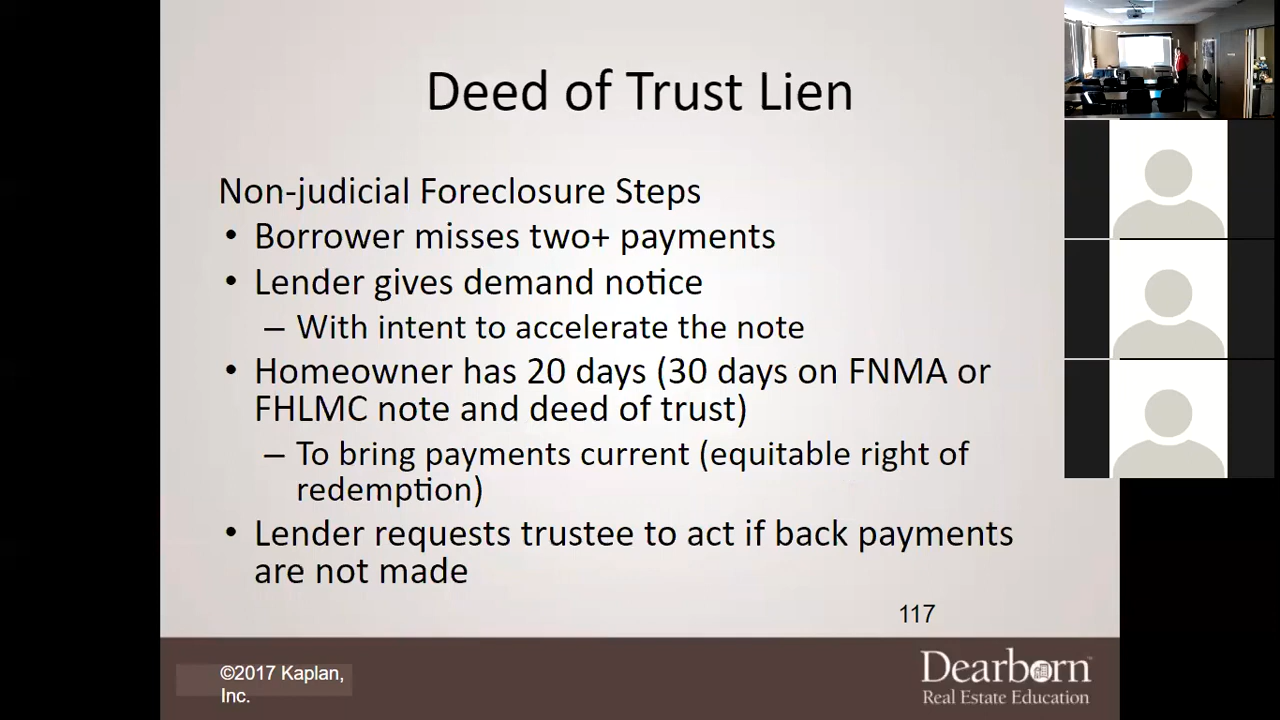 Deed of Trust Lien
Non-judicial Foreclosure Steps
• Borrower misses two+ payments
• Lender gives demand notice
– With intent to accelerate the note
• Homeowner has 20 days (30 days on FNMA or
FHLMC note and deed of trust)
– To bring payments current (equitable right of
redemption)
• Lender requests trustee to act if back payments
are not made
117
©2017 Kaplan,
Inc.
Dearborn™
Real Estate Education